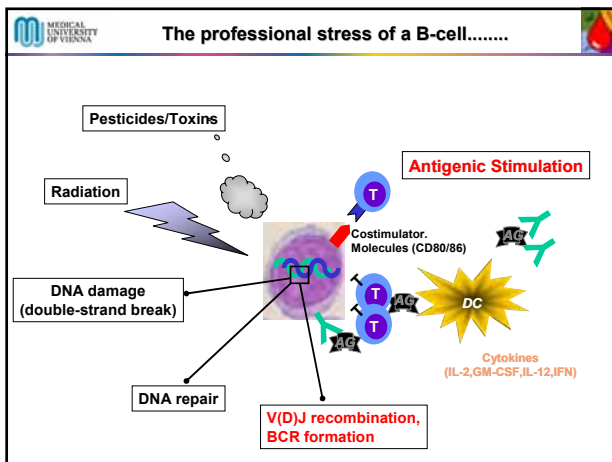 MEDICAL
UNIVERSITY
OF VIENNA
The professional stress of a B-cell........
Pesticides/Toxins
Antigenic Stimulation
Radiation
T
Costimulator.
Molecules (CD80/86)
AG
DNA damage
(double-strand break)
T
AG
DC
T
AG
Cytokines
(IL-2,GM-CSF,IL-12,IFN)
DNA repair
V(D)J recombination,
BCR formation